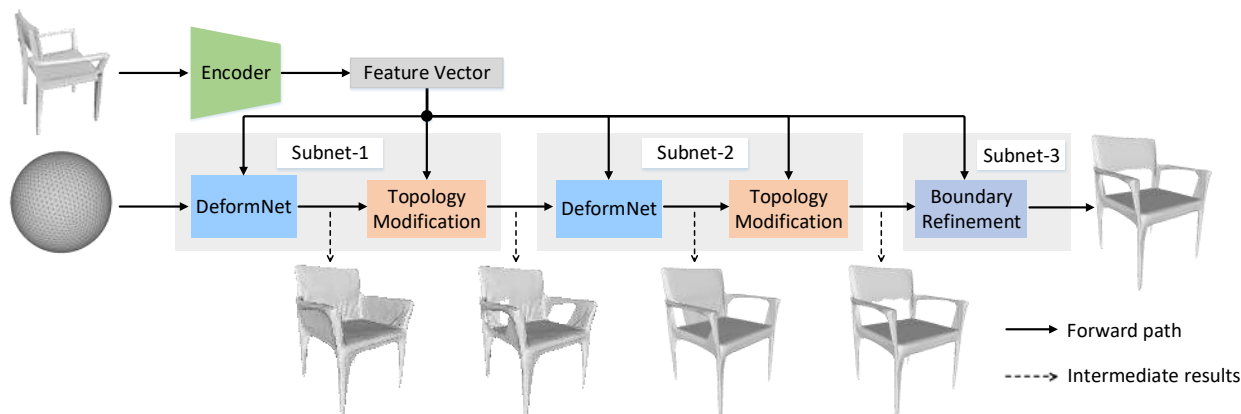 Encoder
Feature Vector
Subnet-1
Subnet-2
Subnet-3
DeformNet
Topology
Modification
DeformNet
Topology
Modification
Boundary
Refinement
Forward path
Intermediate results